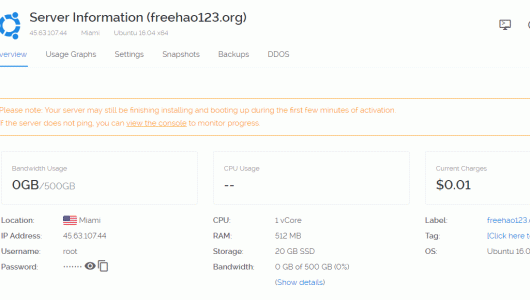 Server Information (freehao123.org)
45.63.107.44 Miami Ubuntu 16.04 x64
Overview Usage Graphs Settings Snapshots Backups DDOS
Please note: Your server may still be finishing installing and booting up during the first few minutes of activation.
If the server does not ping, you can view the console to monitor progress.
Bandwidth Usage CPU Usage Current Charges
0GB/500GB -- $0.01
Location: Miami CPU: 1 vCore Label: freehao123.
IP Address: 45.63.107.44 RAM: 512 MB Tag: [Click here t
Username: root Storage: 20 GB SSD OS: Ubuntu 16.0
Password: ······· Bandwidth: 0 GB of 500 GB (0%)
(Show details)